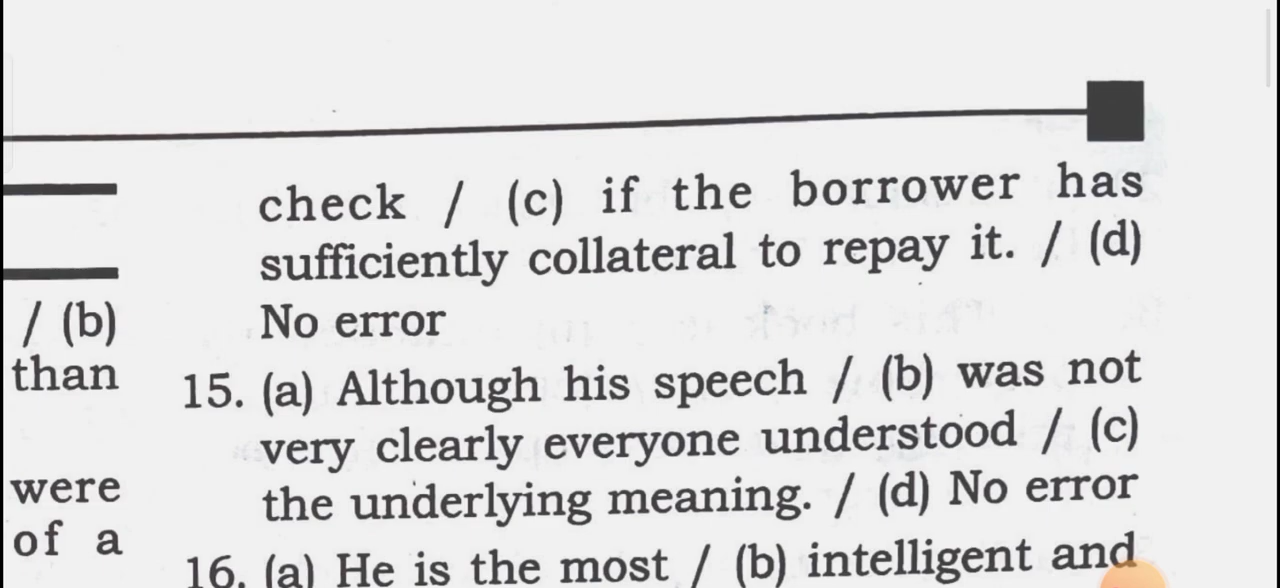 / (b)
than
were
of a
check / (c) if the borrower has
sufficiently collateral to repay it. / (d)
No error
15. (a) Although his speech / (b) was not
very clearly everyone understood / (c)
the underlying meaning. / (d) No error
16. (a) He is the most / (b) intelligent and